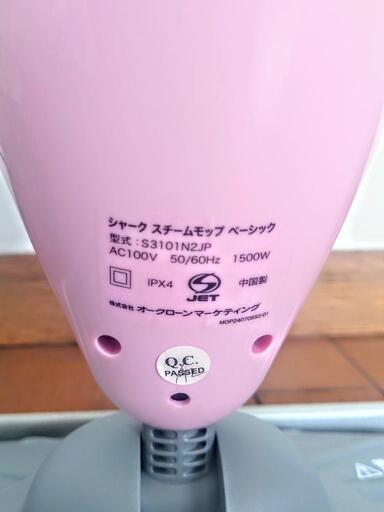 シャーク スチームモップ ベーシック
型式：S3101N2JP
AC100V 50/60Hz 1500W
IPX4
JET
中国製
株式会社 オークローンマーケティング
MOP240705S2-01
Q.C.
PASSED